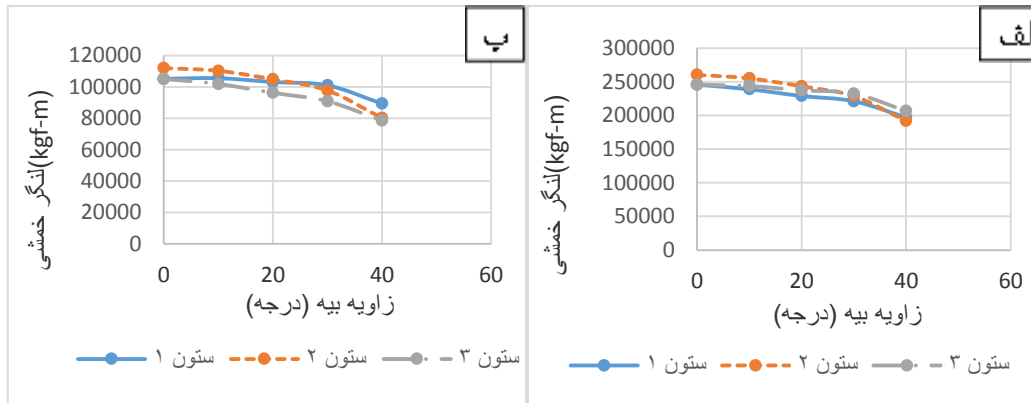 الف
300000
250000
200000
150000
100000
50000
0
لنگر خمشی(kgf-m)
0 20 40 60
زاویه بیه (درجه)
ستون ۱ ستون ۲ ستون ۳
ب
120000
100000
80000
60000
40000
20000
0
لنگر خمشی(kgf-m)
0 20 40 60
زاویه بیه (درجه)
ستون ۱ ستون ۲ ستون ۳